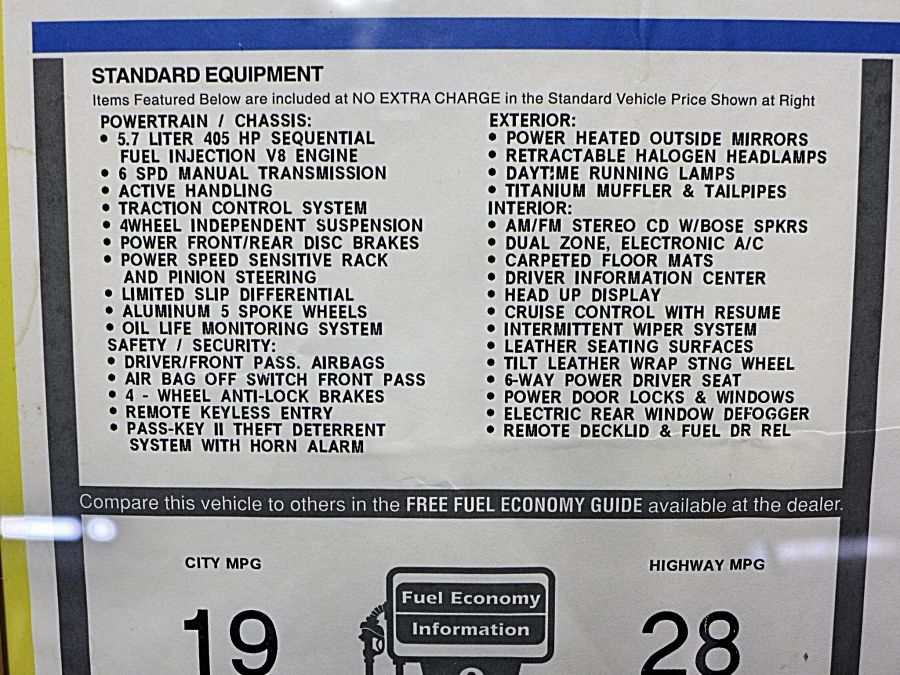 STANDARD EQUIPMENT
Items Featured Below are included at NO EXTRA CHARGE in the Standard Vehicle Price Shown at Right
POWERTRAIN / CHASSIS:
• 5.7 LITER 405 HP SEQUENTIAL
FUEL INJECTION V8 ENGINE
• 6 SPD MANUAL TRANSMISSION
• ACTIVE HANDLING
• TRACTION CONTROL SYSTEM
• 4WHEEL INDEPENDENT SUSPENSION
• POWER FRONT/REAR DISC BRAKES
• POWER SPEED SENSITIVE RACK
AND PINION STEERING
• LIMITED SLIP DIFFERENTIAL
• ALUMINUM 5 SPOKE WHEELS
• OIL LIFE MONITORING SYSTEM
SAFETY / SECURITY:
• DRIVER/FRONT PASS. AIRBAGS
• AIR BAG OFF SWITCH FRONT PASS
• 4 - WHEEL ANTI-LOCK BRAKES
• REMOTE KEYLESS ENTRY
• PASS-KEY II THEFT DETERRENT
SYSTEM WITH HORN ALARM
EXTERIOR:
• POWER HEATED OUTSIDE MIRRORS
• RETRACTABLE HALOGEN HEADLAMPS
• DAYTIME RUNNING LAMPS
• TITANIUM MUFFLER & TAILPIPES
INTERIOR:
• AM/FM STEREO CD W/BOSE SPKRS
• DUAL ZONE, ELECTRONIC A/C
• CARPETED FLOOR MATS
• DRIVER INFORMATION CENTER
• HEAD UP DISPLAY
• CRUISE CONTROL WITH RESUME
• INTERMITTENT WIPER SYSTEM
• LEATHER SEATING SURFACES
• TILT LEATHER WRAP STNG WHEEL
• 6-WAY POWER DRIVER SEAT
• POWER DOOR LOCKS & WINDOWS
• ELECTRIC REAR WINDOW DEFOGGER
• REMOTE DECKLID & FUEL DR REL
Compare this vehicle to others in the FREE FUEL ECONOMY GUIDE available at the dealer.
CITY MPG
19
Fuel Economy
Information
HIGHWAY MPG
28